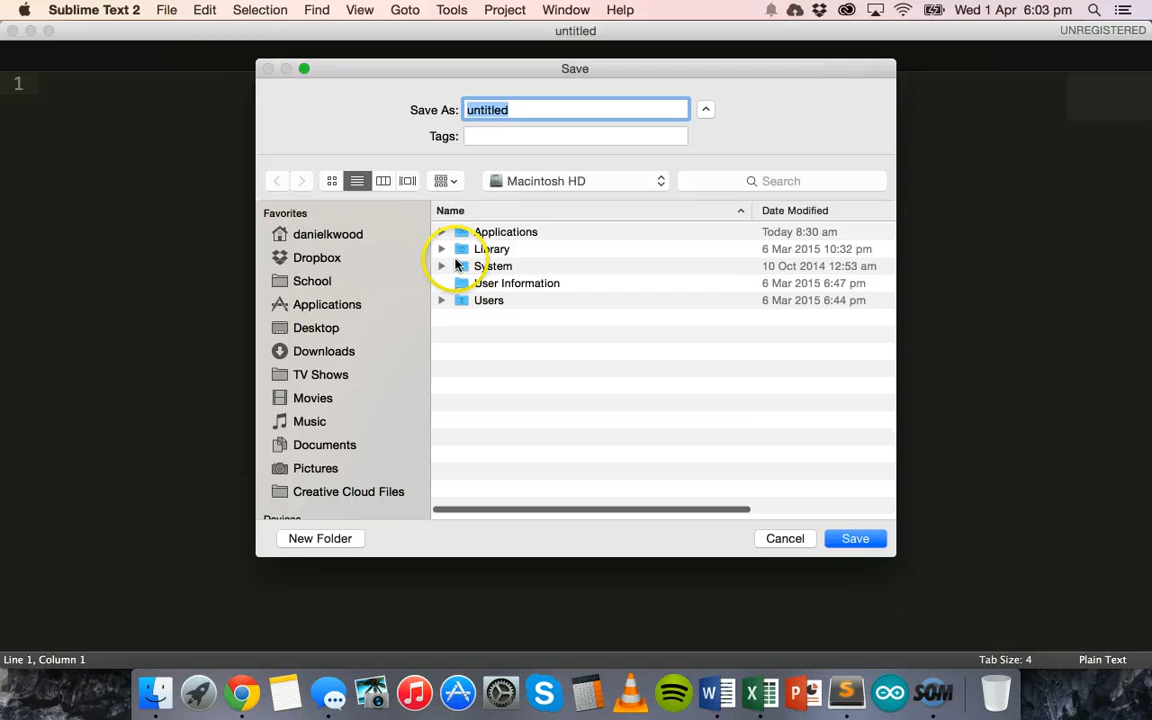 Sublime Text 2 File Edit Selection Find View Goto Tools Project Window Help Wed 1 Apr 6:03 pm
untitled UNREGISTERED
1
Save
Save As: untitled
Tags:
Macintosh HD Search
Favorites
danielkwood
Dropbox
School
Applications
Desktop
Downloads
TV Shows
Movies
Music
Documents
Pictures
Creative Cloud Files
Name Date Modified
Applications Today 8:30 am
Library 6 Mar 2015 10:32 pm
System 10 Oct 2014 12:53 am
User Information 6 Mar 2015 6:47 pm
Users 6 Mar 2015 6:44 pm
New Folder Cancel Save
Line 1, Column 1 Tab Size: 4 Plain Text
SOM